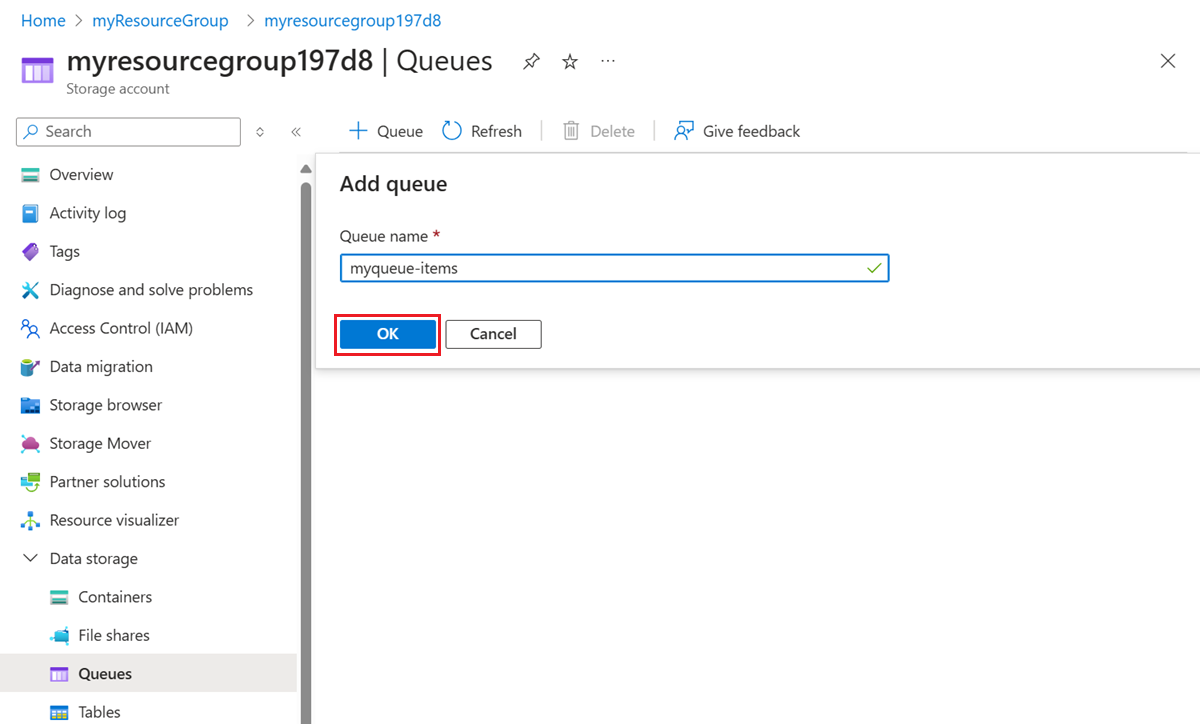 Home > myResourceGroup > myresourcegroup197d8
myresourcegroup197d8 | Queues
Storage account
Search
Queue Refresh Delete Give feedback
Overview
Activity log
Tags
Diagnose and solve problems
Access Control (IAM)
Data migration
Storage browser
Storage Mover
Partner solutions
Resource visualizer
Data storage
Containers
File shares
Queues
Tables
Add queue
Queue name *
myqueue-items
OK Cancel